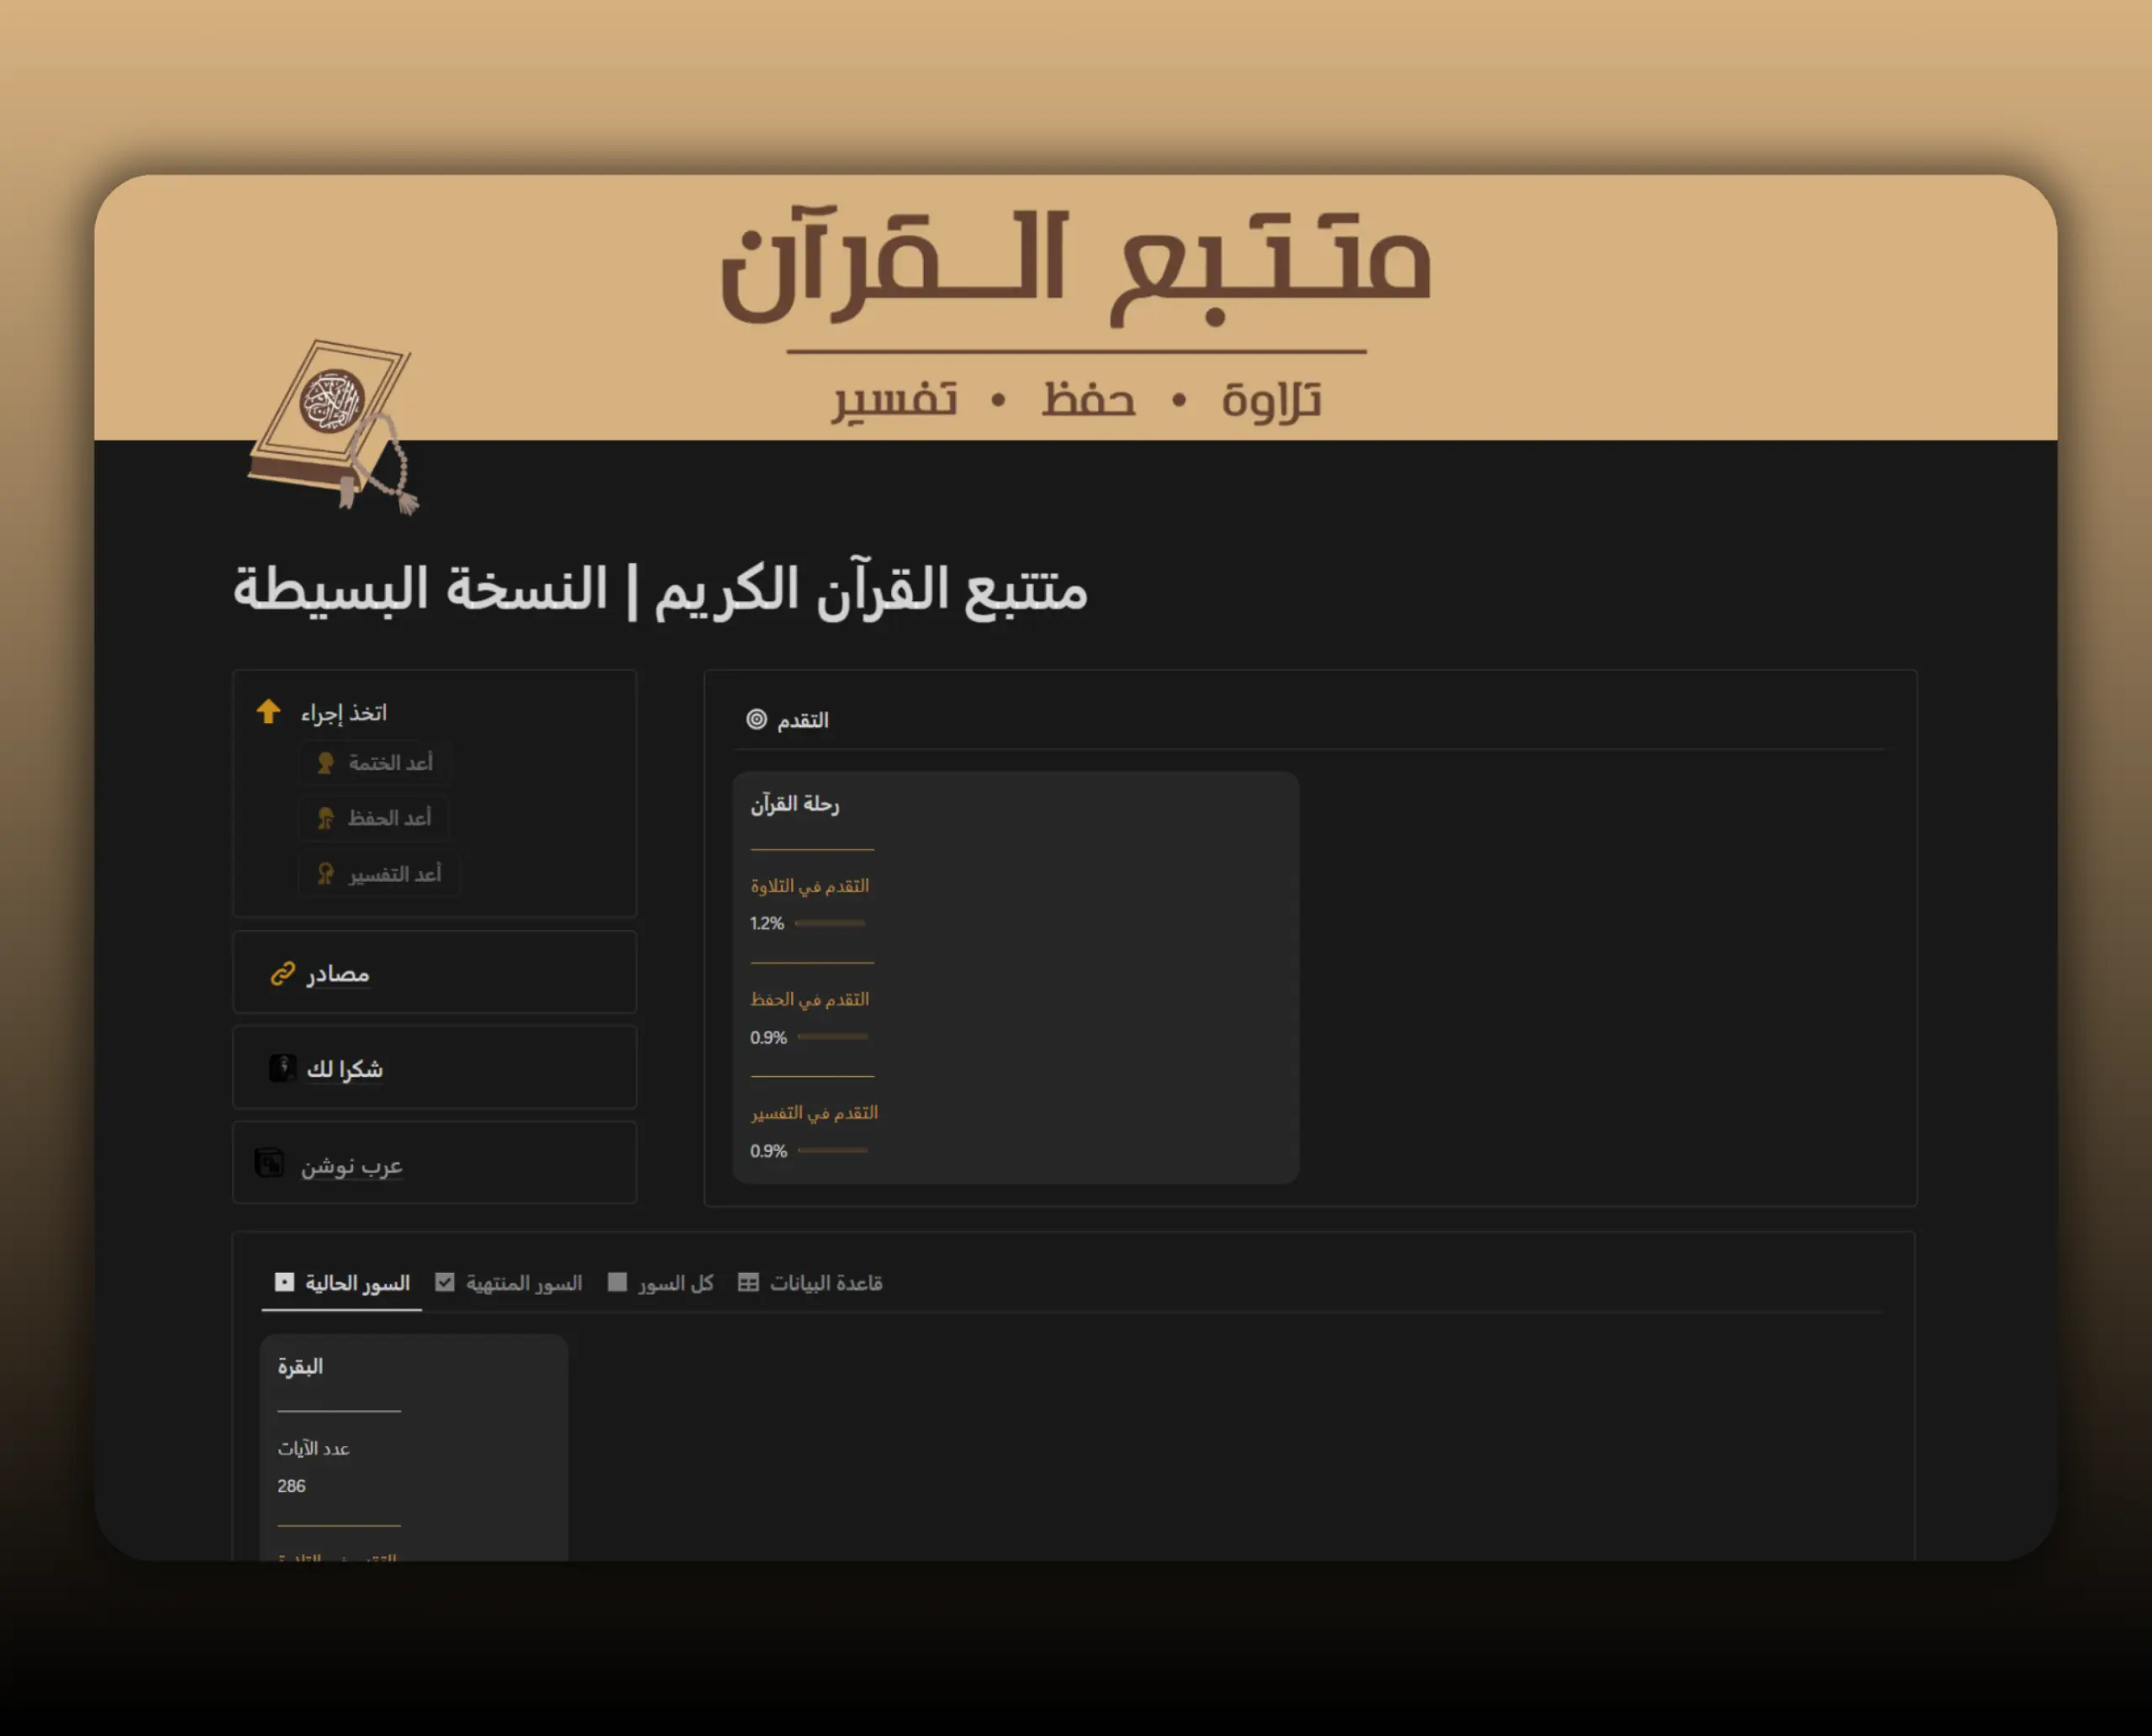 متتبع القرآن
تلاوة • حفظ • تفسير
متتبع القرآن الكريم | النسخة البسيطة
اتخذ إجراء
أعد الختمة
أعد الحفظ
أعد التفسير
مصادر
شكرا لك
عرب نوشن
التقدم
رحلة القرآن
التقدم في التلاوة
1.2%
التقدم في الحفظ
0.9%
التقدم في التفسير
0.9%
السور الحالية السور المنتهية كل السور قاعدة البيانات
البقرة
عدد الآيات
286